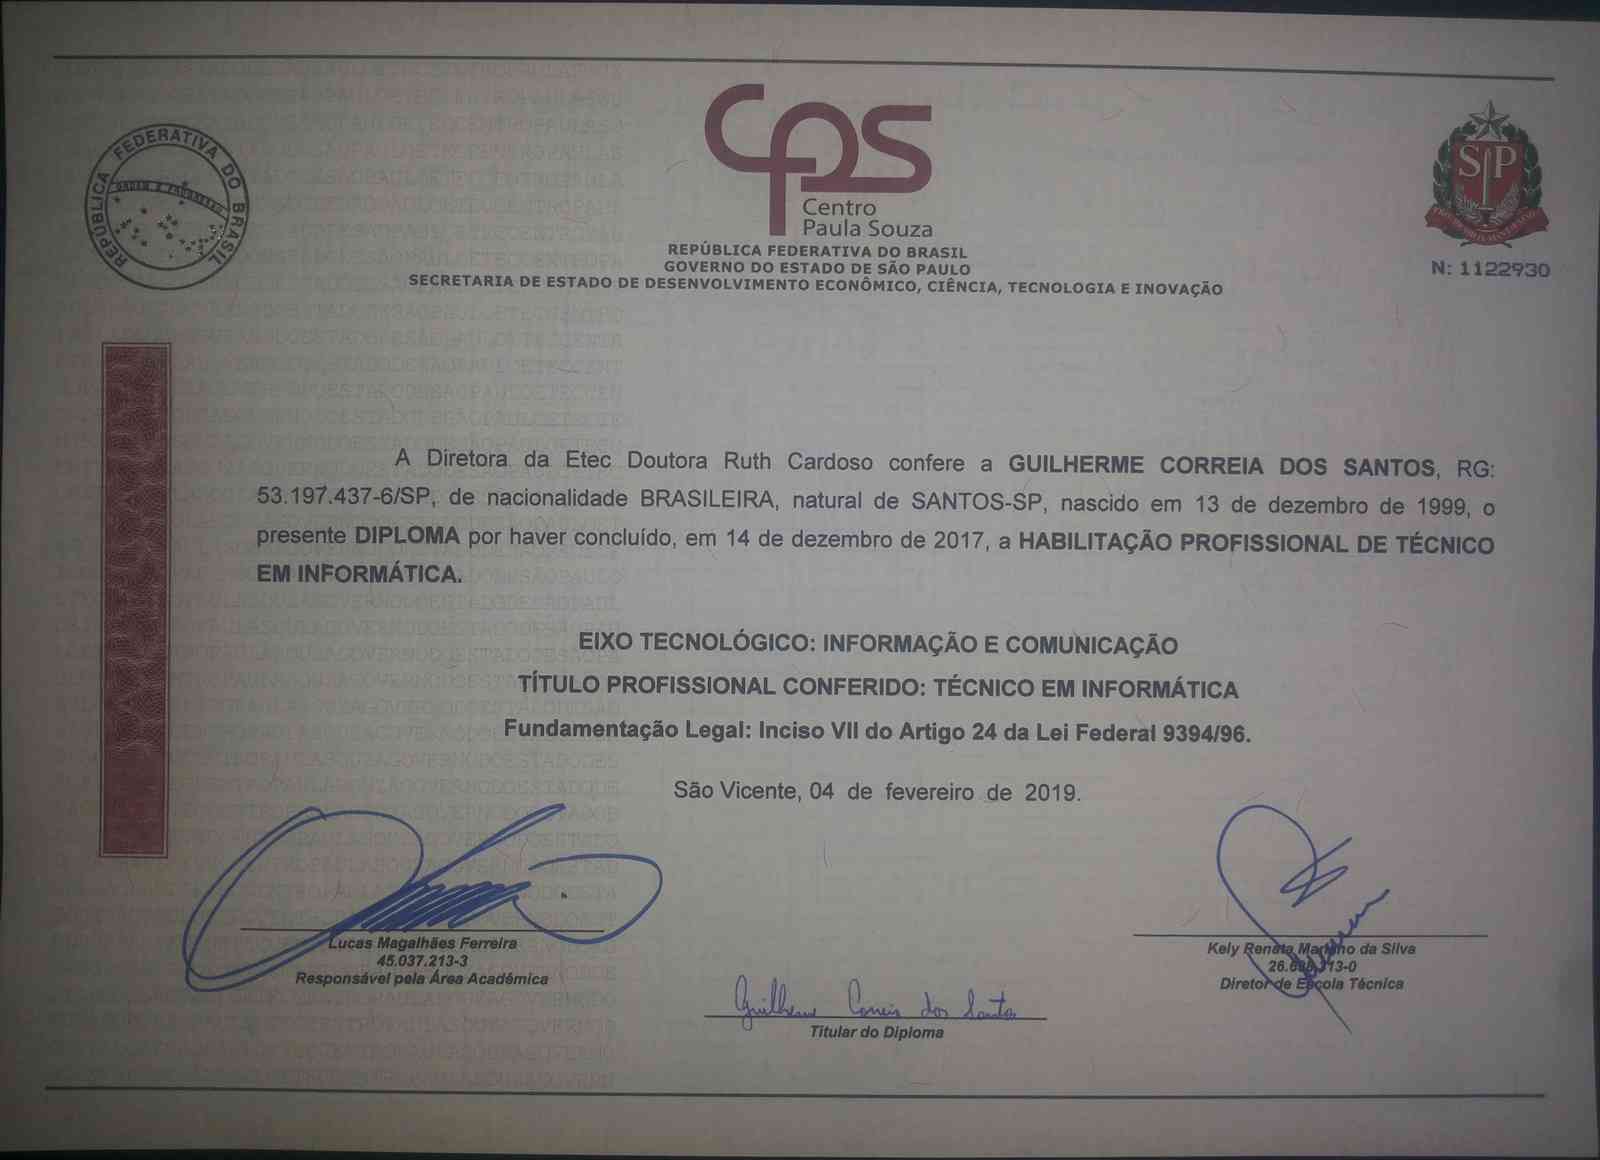 REPÚBLICA FEDERATIVA DO BRASIL
ORDEM E PROGRESSO
cps
Centro
Paula Souza
REPÚBLICA FEDERATIVA DO BRASIL
GOVERNO DO ESTADO DE SÃO PAULO
SECRETARIA DE ESTADO DE DESENVOLVIMENTO ECONÔMICO, CIÊNCIA, TECNOLOGIA E INOVAÇÃO
SP
N: 1122930
A Diretora da Etec Doutora Ruth Cardoso confere a GUILHERME CORREIA DOS SANTOS, RG:
53.197.437-6/SP, de nacionalidade BRASILEIRA, natural de SANTOS-SP, nascido em 13 de dezembro de 1999, o
presente DIPLOMA por haver concluído, em 14 de dezembro de 2017, a HABILITAÇÃO PROFISSIONAL DE TÉCNICO
EM INFORMÁTICA.
EIXO TECNOLÓGICO: INFORMAÇÃO E COMUNICAÇÃO
TÍTULO PROFISSIONAL CONFERIDO: TÉCNICO EM INFORMÁTICA
Fundamentação Legal: Inciso VII do Artigo 24 da Lei Federal 9394/96.
São Vicente, 04 de fevereiro de 2019.
Lucas Magalhães Ferreira
45.037.213-3
Responsável pela Área Acadêmica
Kely Renata da Silva
Diretor de Escola Técnica
Guilherme Correia dos Santos
Titular do Diploma